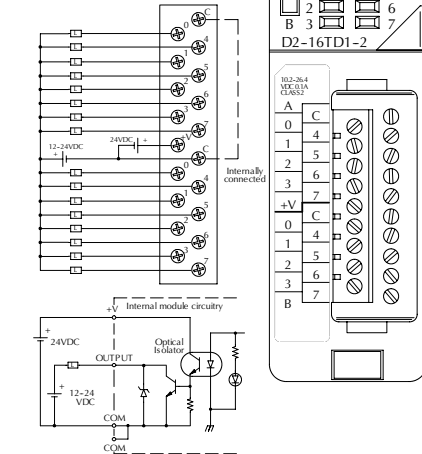 C
0
4
1
5
2
6
3
7
+V
C
0
4
1
5
2
6
3
7
L
L
L
L
L
L
L
L
12-24VDC
+
24VDC
+
L
L
L
L
L
L
L
L
Internally
connected
2
6
B 3 7
D2-16TD1-2
10.2-26.4
VDC 0.1A
CLASS2
A
C
0
4
1
5
2
6
3
7
+V
C
0
4
1
5
2
6
3
7
B
+V
Internal module circuitry
+
24VDC
OUTPUT
Optical
Isolator
L
+
12-24
VDC
COM
COM